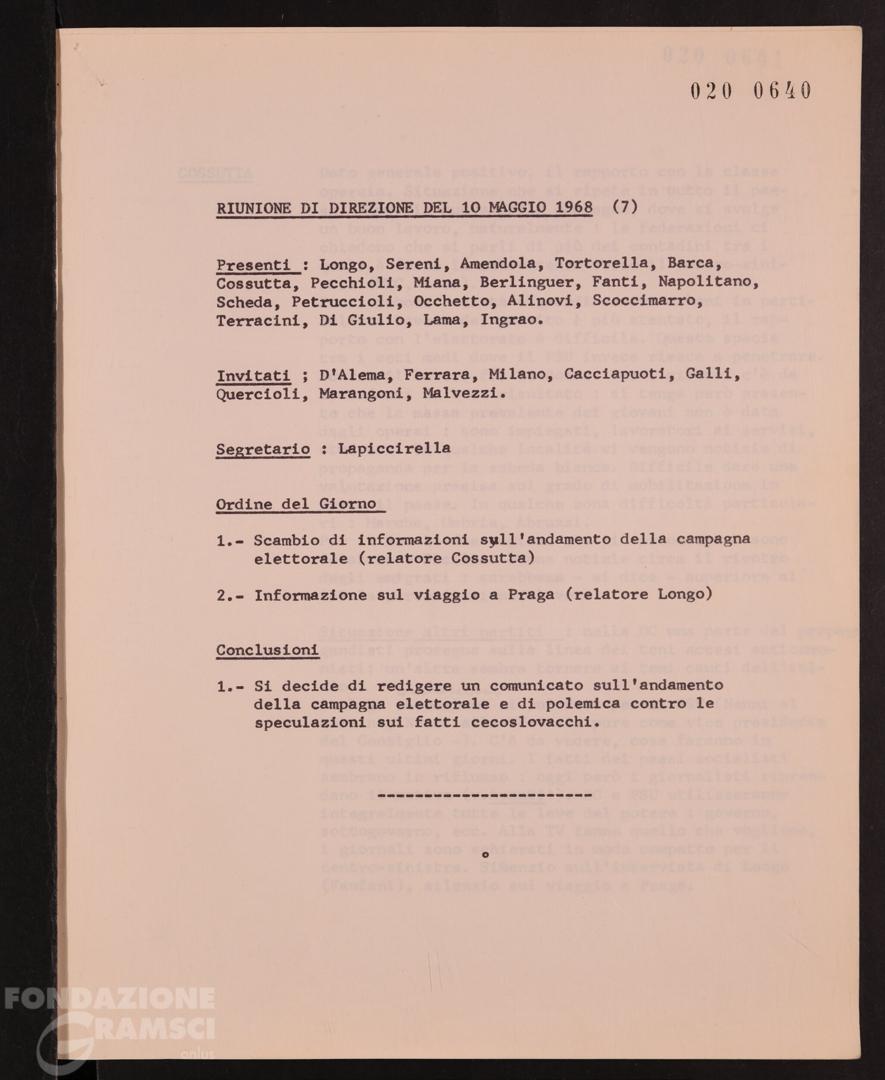 020 0640
RIUNIONE DI DIREZIONE DEL 10 MAGGIO 1968 (7)
Presenti : Longo, Sereni, Amendola, Tortorella, Barca,
Cossutta, Pecchioli, Miana, Berlinguer, Fanti, Napolitano,
Scheda, Petruccioli, Occhetto, Alinovi, Scoccimarro,
Terracini, Di Giulio, Lama, Ingrao.
Invitati ; D'Alema, Ferrara, Milano, Cacciapuoti, Galli,
Quercioli, Marangoni, Malvezzi.
Segretario : Lapiccirella
Ordine del Giorno
1.- Scambio di informazioni sull'andamento della campagna
elettorale (relatore Cossutta)
2.- Informazione sul viaggio a Praga (relatore Longo)
Conclusioni
1.- Si decide di redigere un comunicato sull'andamento
della campagna elettorale e di polemica contro le
speculazioni sui fatti cecoslovacchi.
-----------------------
o
FONDAZIONE
GRAMSCI
onlus